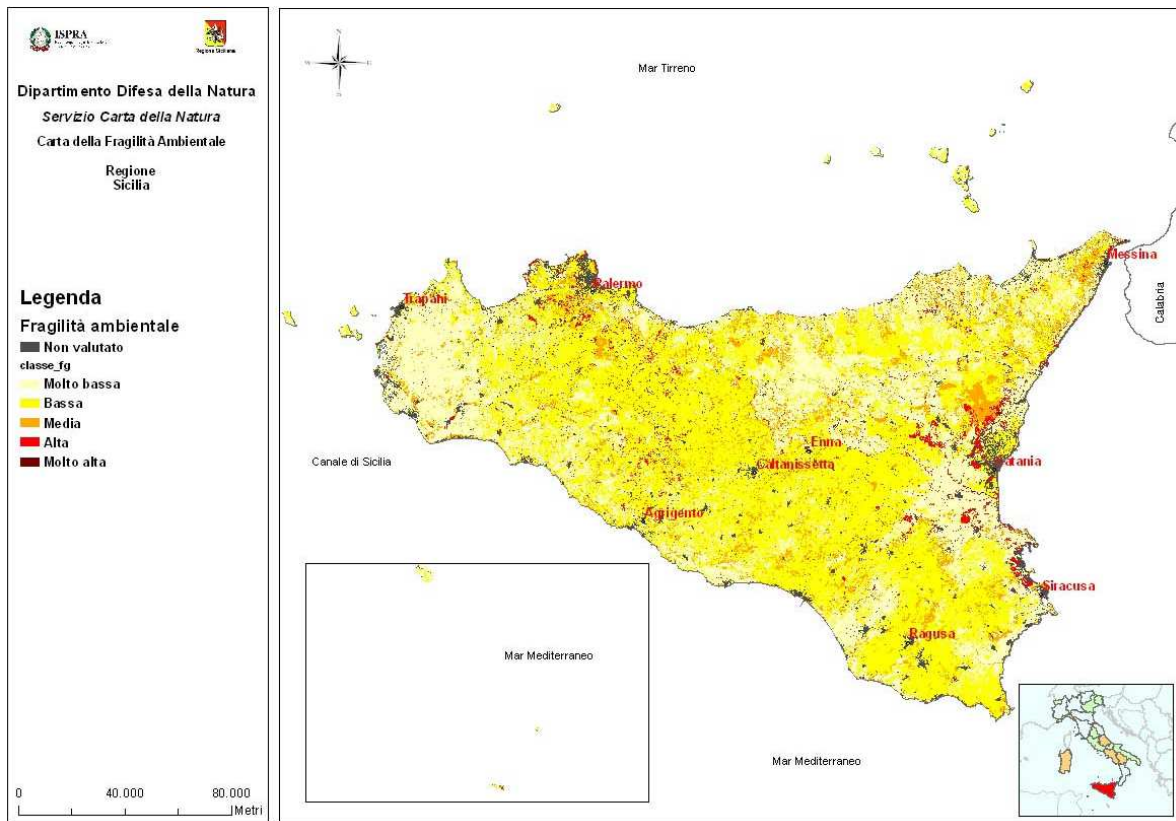 ISPRA
Regione Siciliana
Dipartimento Difesa della Natura
Servizio Carta della Natura
Carta della Fragilità Ambientale
Regione
Sicilia
Legenda
Fragilità ambientale
Non valutato
classe_fg
Molto bassa
Bassa
Media
Alta
Molto alta
0 40.000 80.000
Metri
Mar Tirreno
Messina
Palermo
Trapani
Calabria
Enna
Canale di Sicilia
Caltanissetta
Catania
Agrigento
Siracusa
Ragusa
Mar Mediterraneo
Mar Mediterraneo